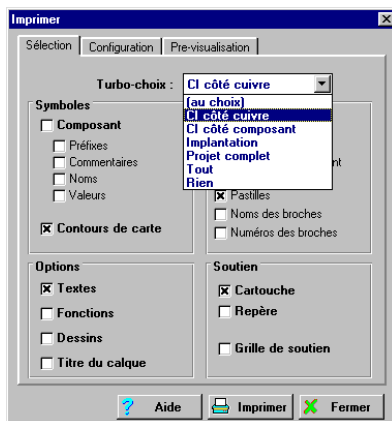 Imprimer
Sélection Configuration Pre-visualisation
Turbo-choix : CI côté cuivre
(au choix)
CI côté cuivre
CI côté composant
Implantation
Projet complet
Tout
Rien
Symboles
Composant
Préfixes
Commentaires
Noms
Valeurs
Contours de carte
Pastilles
Noms des broches
Numéros des broches
Options
Textes
Fonctions
Dessins
Titre du calque
Soutien
Cartouche
Repère
Grille de soutien
Aide Imprimer Fermer